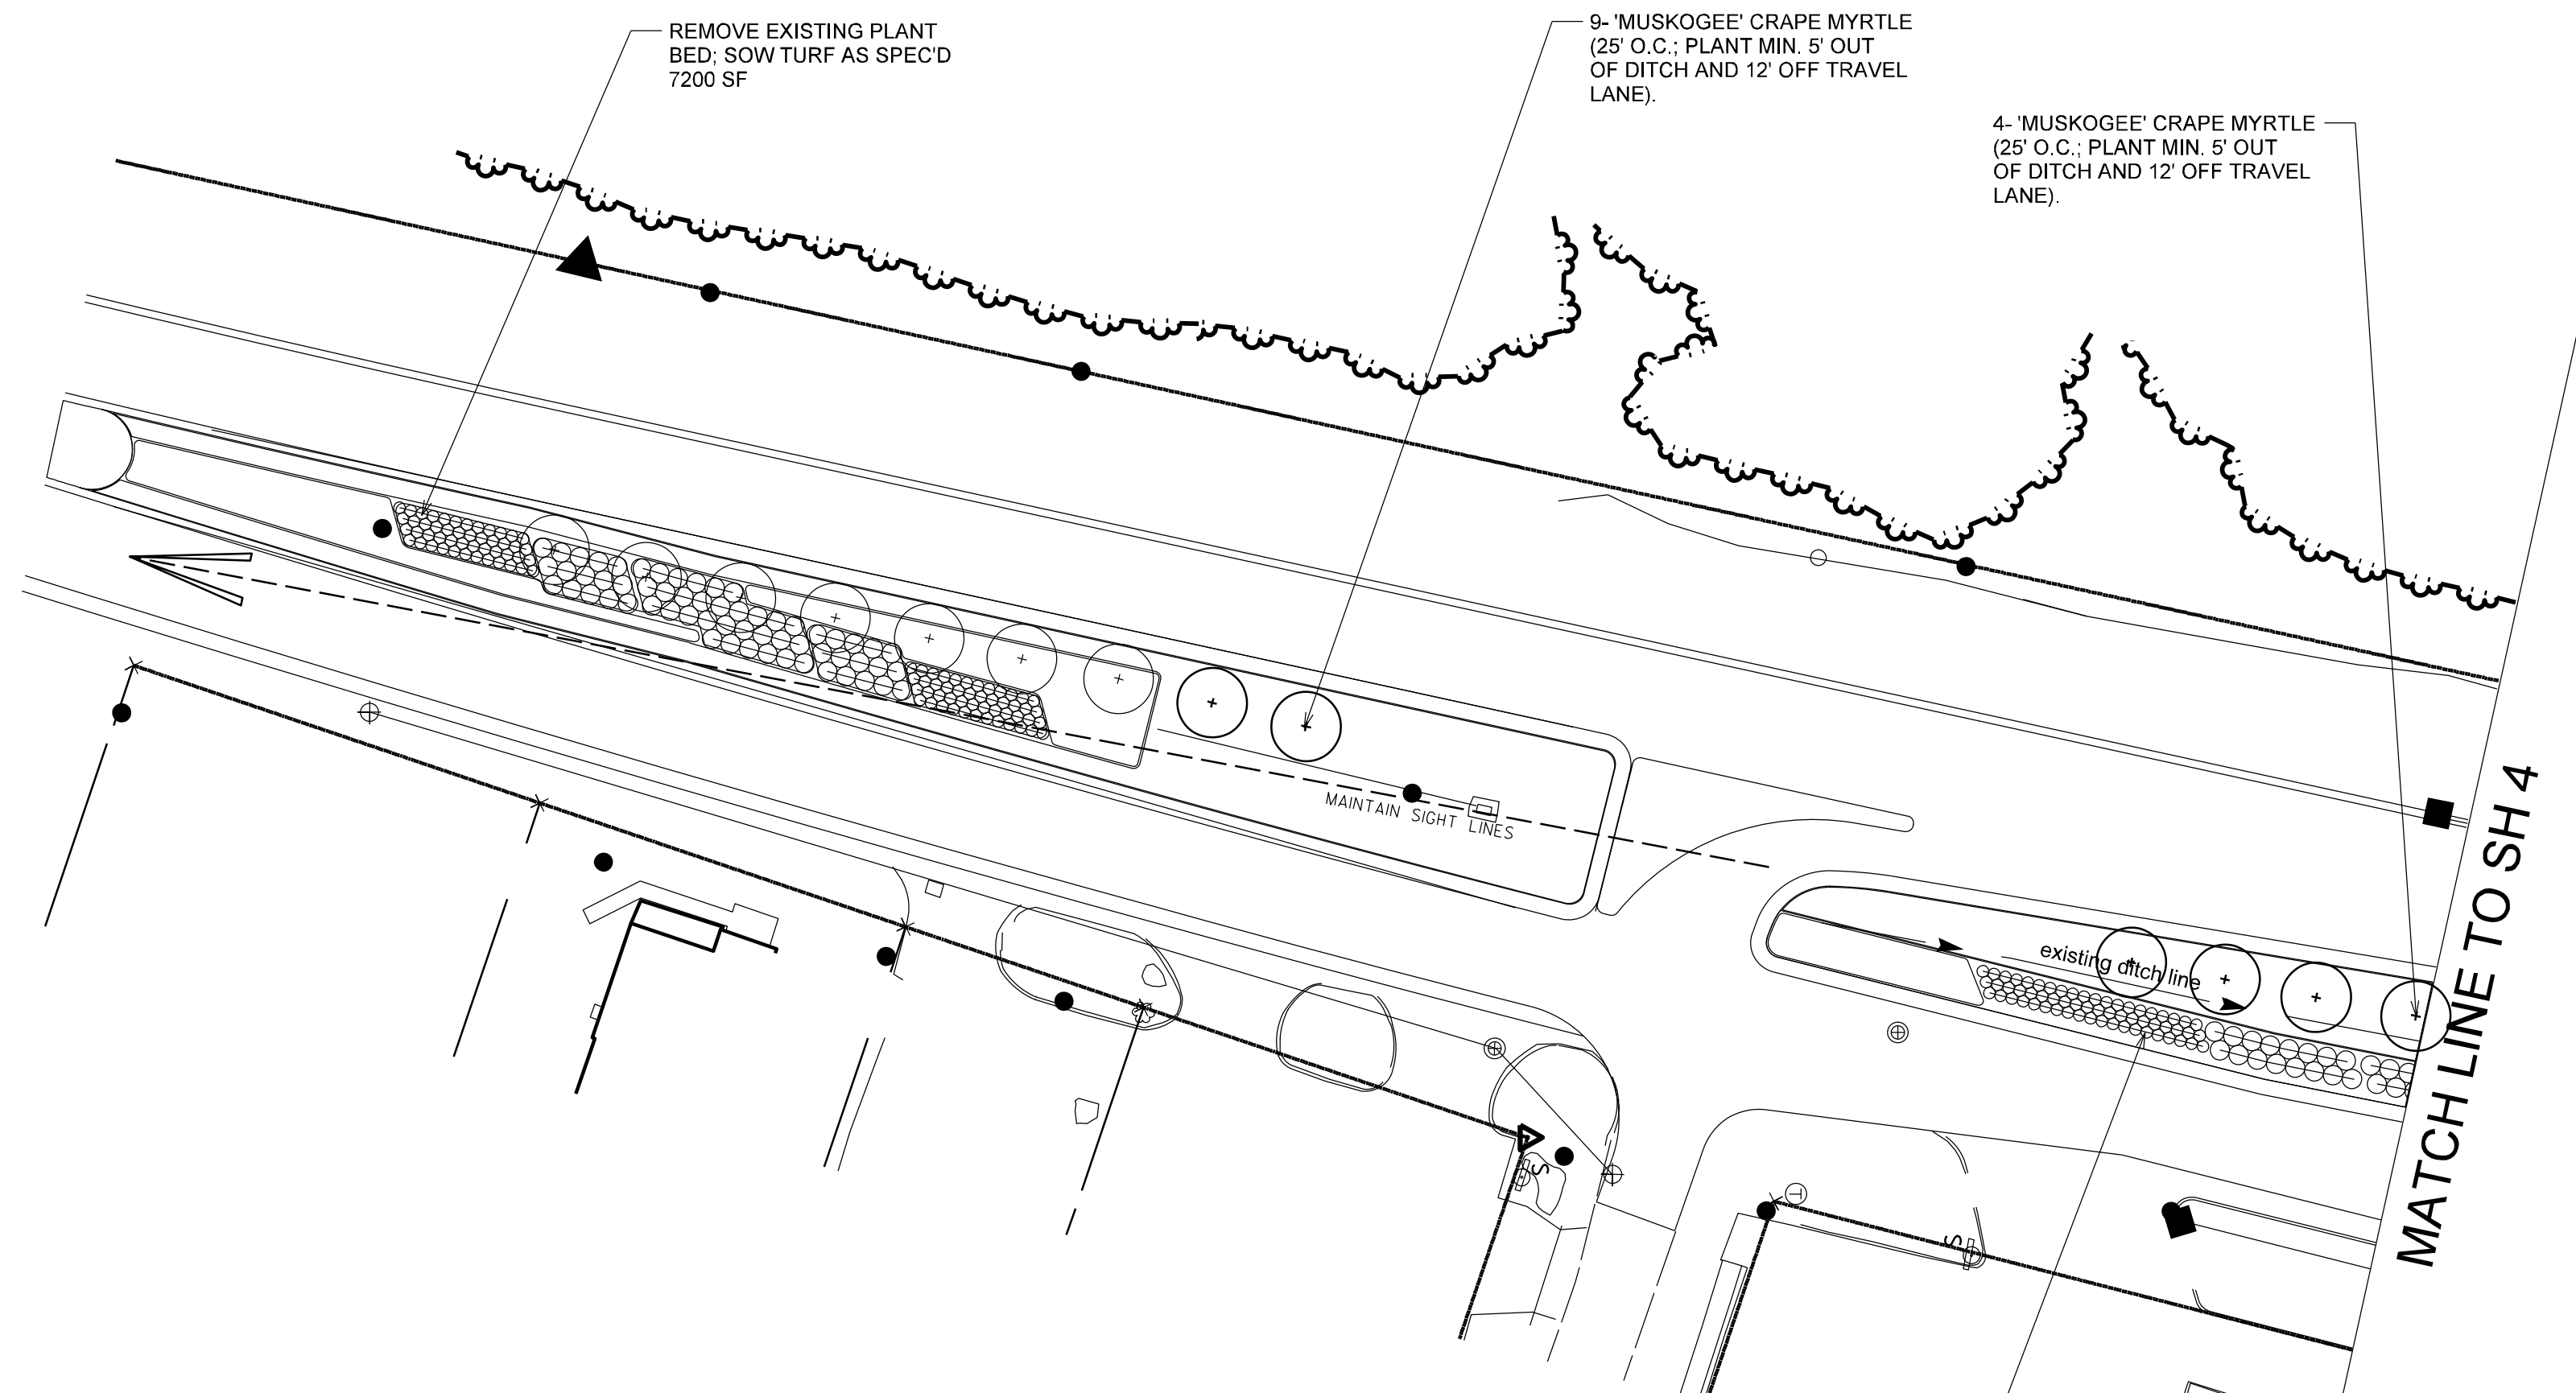 REMOVE EXISTING PLANT
BED; SOW TURF AS SPEC'D
7200 SF
9- 'MUSKOGEE' CRAPE MYRTLE
(25' O.C.; PLANT MIN. 5' OUT
OF DITCH AND 12' OFF TRAVEL
LANE).
4- 'MUSKOGEE' CRAPE MYRTLE
(25' O.C.; PLANT MIN. 5' OUT
OF DITCH AND 12' OFF TRAVEL
LANE).
MAINTAIN SIGHT LINES
existing ditch line
MATCH LINE TO SH 4
S
S
T